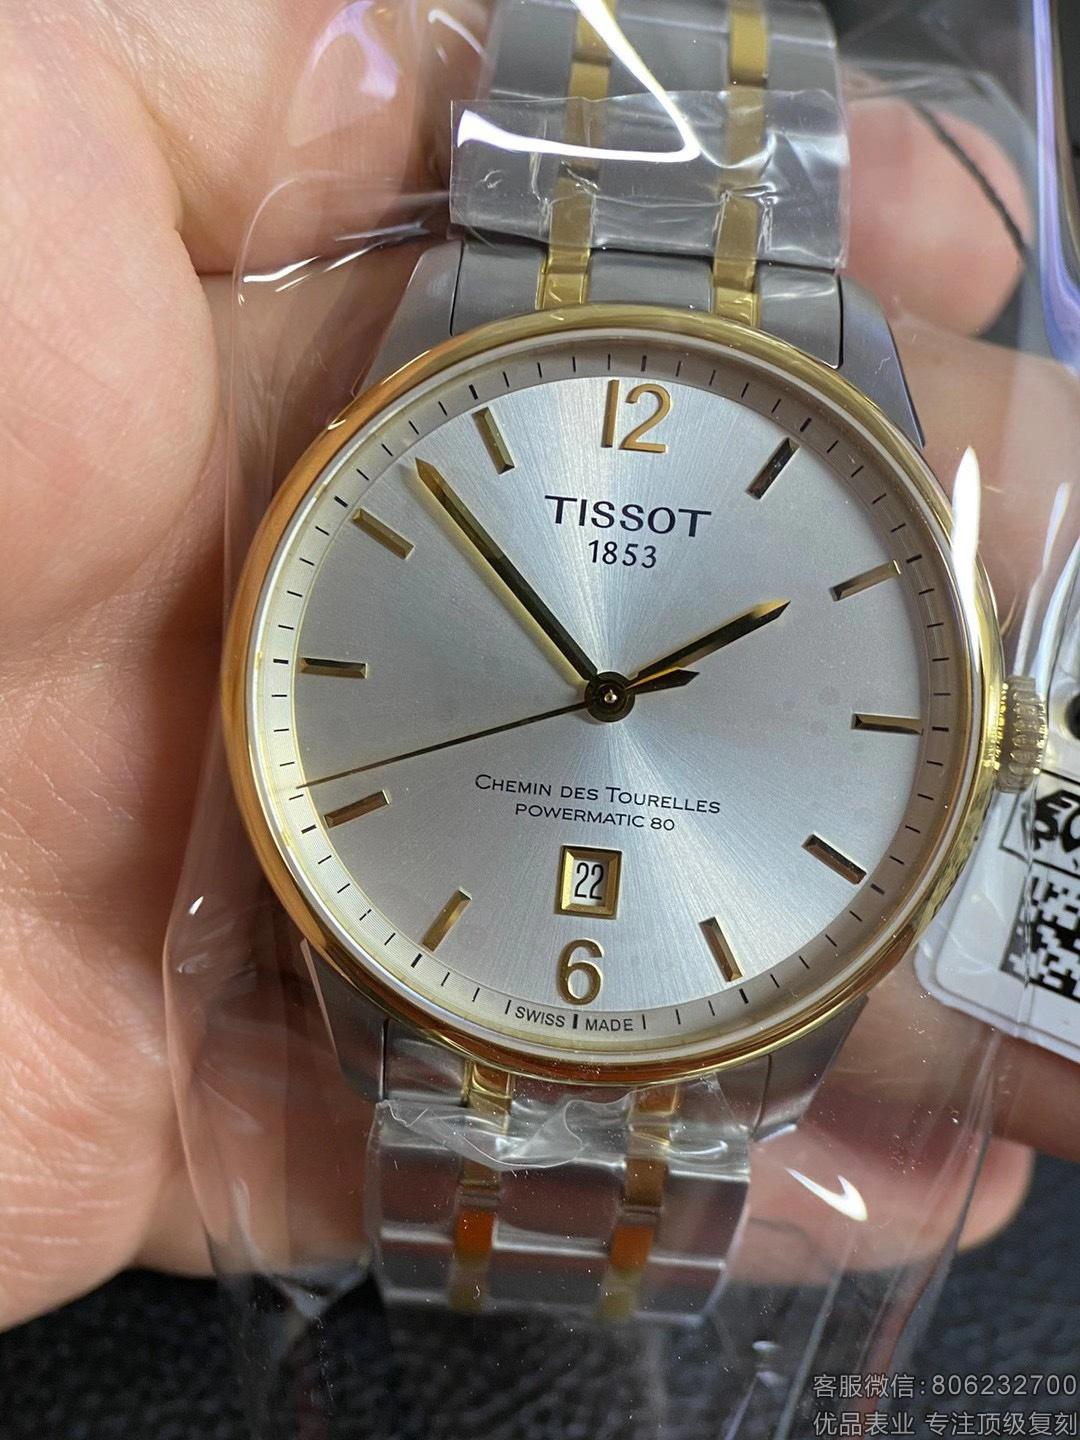 12
TISSOT
1853
CHEMIN DES TOURELLES
POWERMATIC 80
22
6
SWISS MADE
客服微信:806232700
优品表业 专注顶级复刻